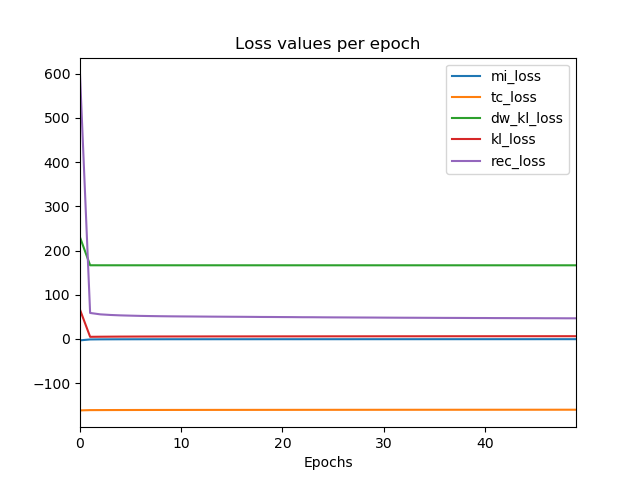 Loss values per epoch
mi_loss
tc_loss
dw_kl_loss
kl_loss
rec_loss
600
500
400
300
200
100
0
−100
0 10 20 30 40
Epochs